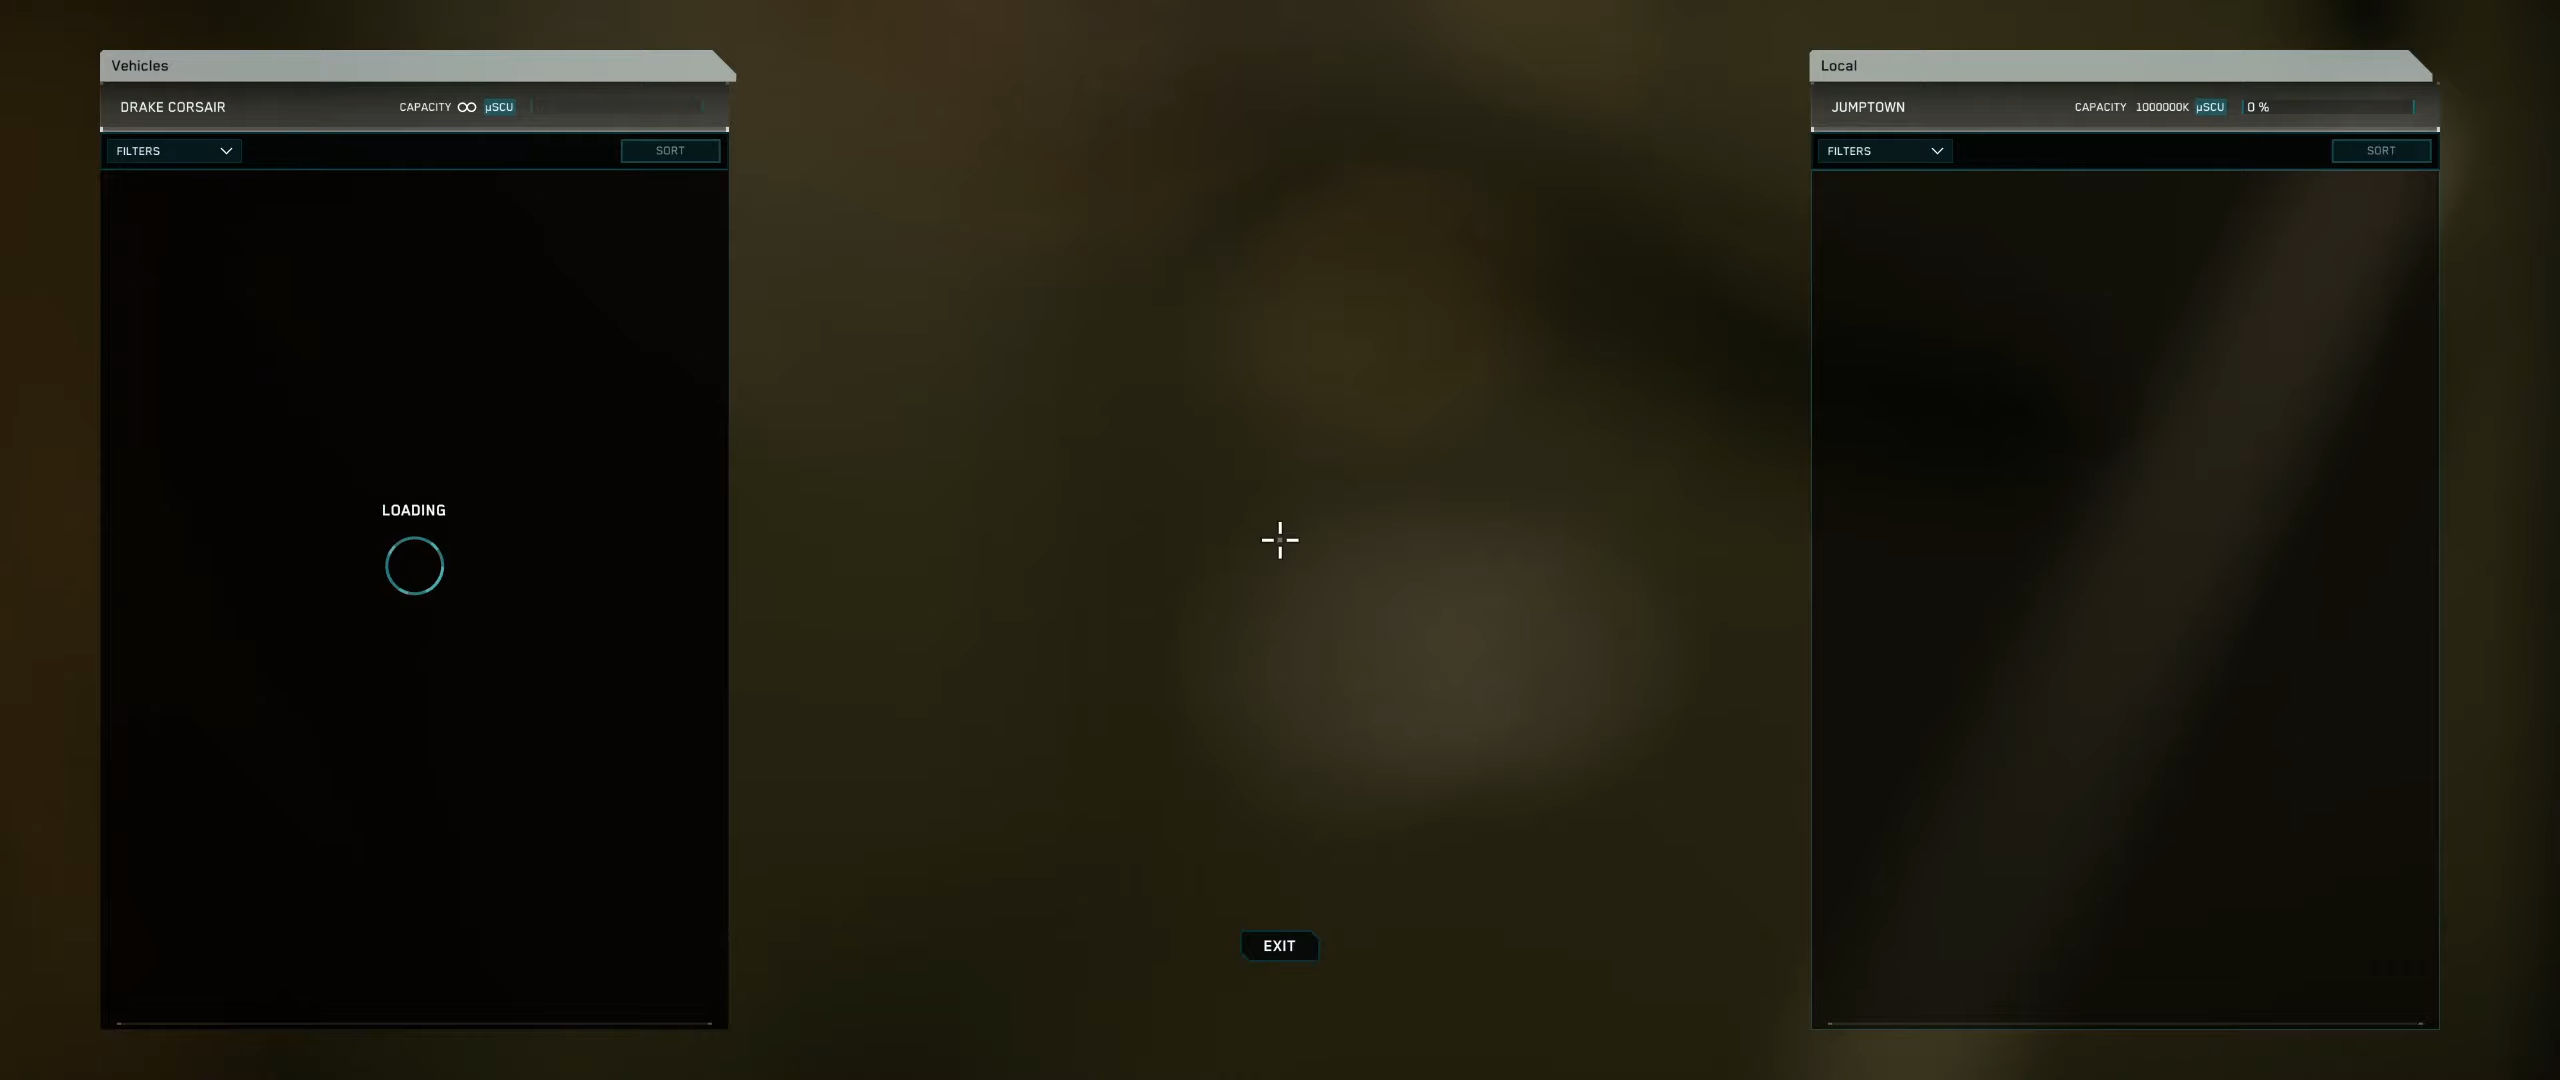 Vehicles
DRAKE CORSAIR CAPACITY ∞ µSCU
FILTERS SORT
LOADING
EXIT
Local
JUMPTOWN CAPACITY 1000000K µSCU 0 %
FILTERS SORT